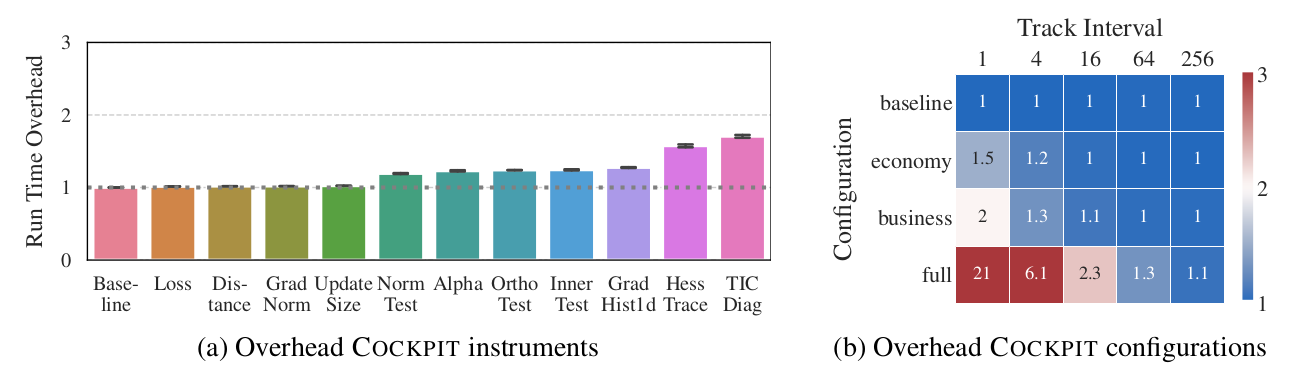 3
2
1
0
Run Time Overhead
Base-
line
Loss
Dis-
tance
Grad
Norm
Update
Size
Norm
Test
Alpha
Ortho
Test
Inner
Test
Grad
Hist1d
Hess
Trace
TIC
Diag
(a) Overhead COCKPIT instruments
Track Interval
1 4 16 64 256
Configuration
baseline 1 1 1 1 1
economy 1.5 1.2 1 1 1
business 2 1.3 1.1 1 1
full 21 6.1 2.3 1.3 1.1
3
2
1
(b) Overhead COCKPIT configurations